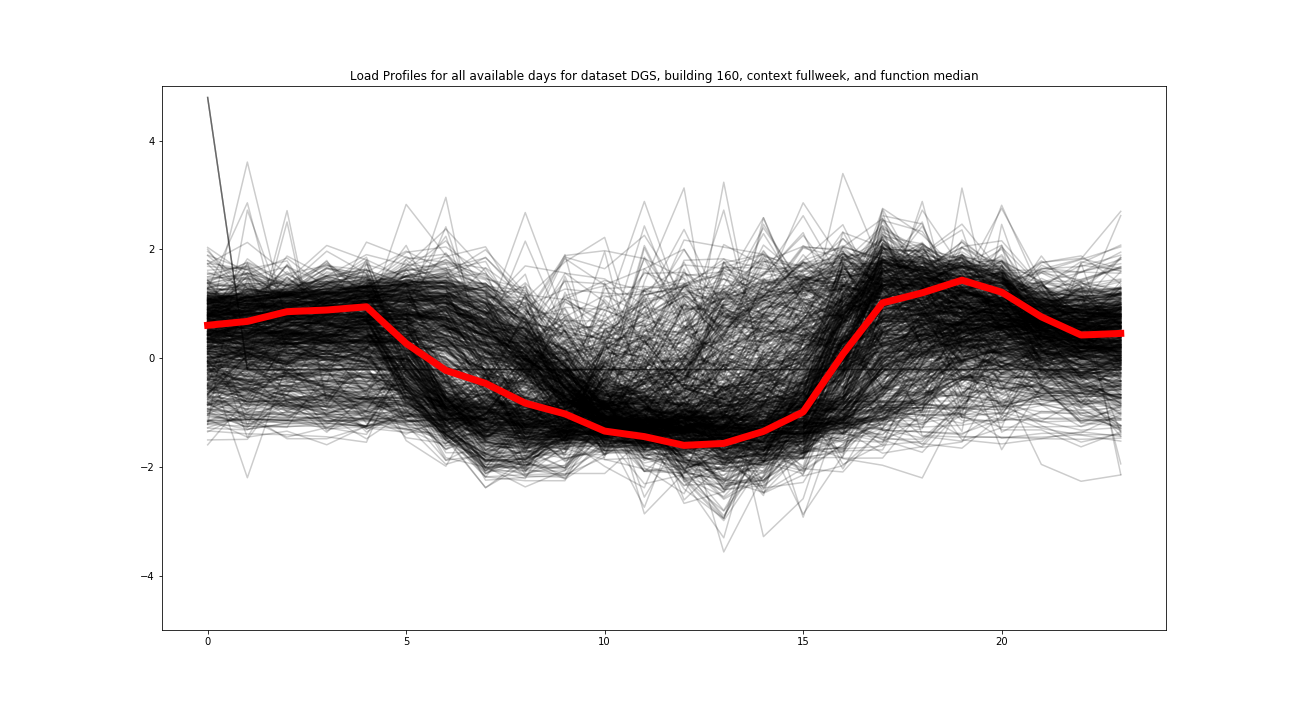 Load Profiles for all available days for dataset DGS, building 160, context fullweek, and function median
4
2
0
−2
−4
0 5 10 15 20